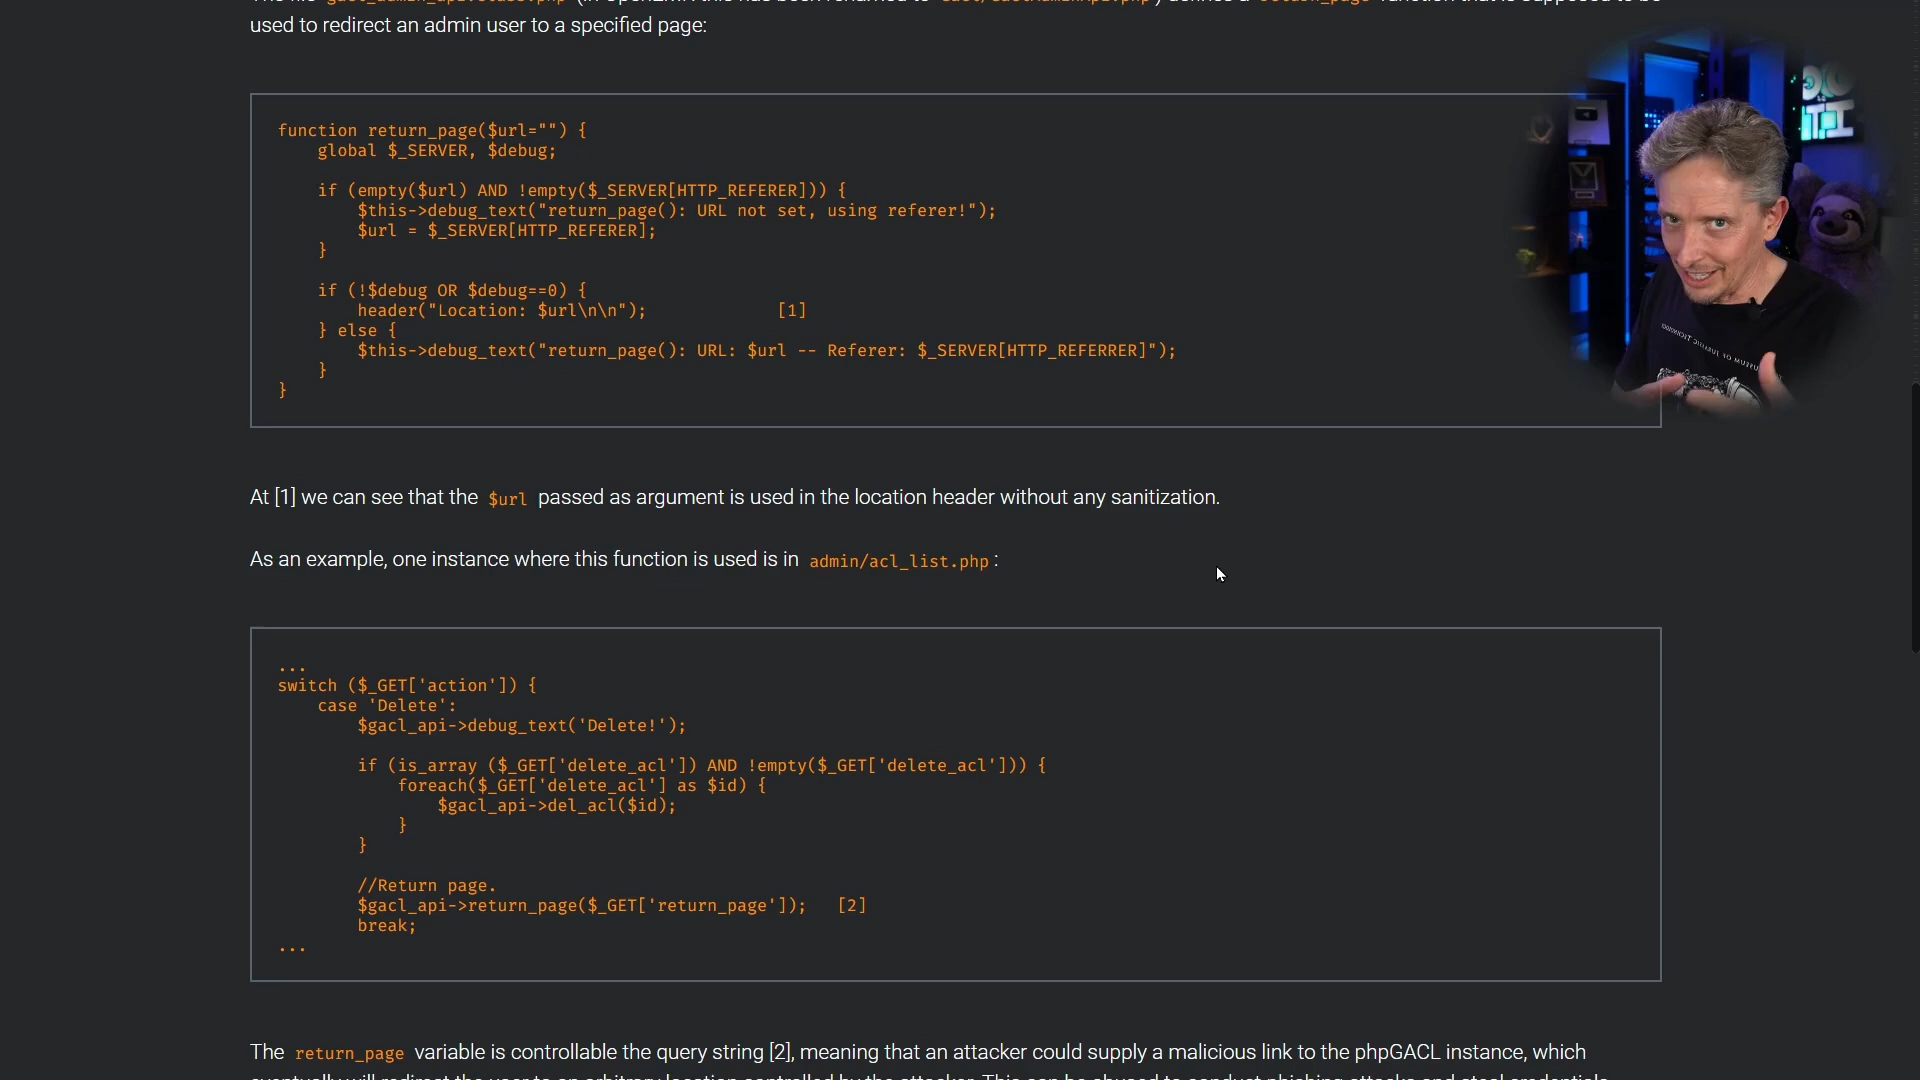 used to redirect an admin user to a specified page:
function return_page($url="") {
global $_SERVER, $debug;
if (empty($url) AND !empty($_SERVER[HTTP_REFERER])) {
$this->debug_text("return_page(): URL not set, using referer!");
$url = $_SERVER[HTTP_REFERER];
}
if (!$debug OR $debug==0) {
header("Location: $url\n\n"); [1]
} else {
$this->debug_text("return_page(): URL: $url -- Referer: $_SERVER[HTTP_REFERRER]");
}
}
At [1] we can see that the $url passed as argument is used in the location header without any sanitization.
As an example, one instance where this function is used is in admin/acl_list.php:
...
switch ($_GET['action']) {
case 'Delete':
$gacl_api->debug_text('Delete!');
if (is_array ($_GET['delete_acl']) AND !empty($_GET['delete_acl'])) {
foreach($_GET['delete_acl'] as $id) {
$gacl_api->del_acl($id);
}
}
//Return page.
$gacl_api->return_page($_GET['return_page']); [2]
break;
...
The return_page variable is controllable the query string [2], meaning that an attacker could supply a malicious link to the phpGACL instance, which